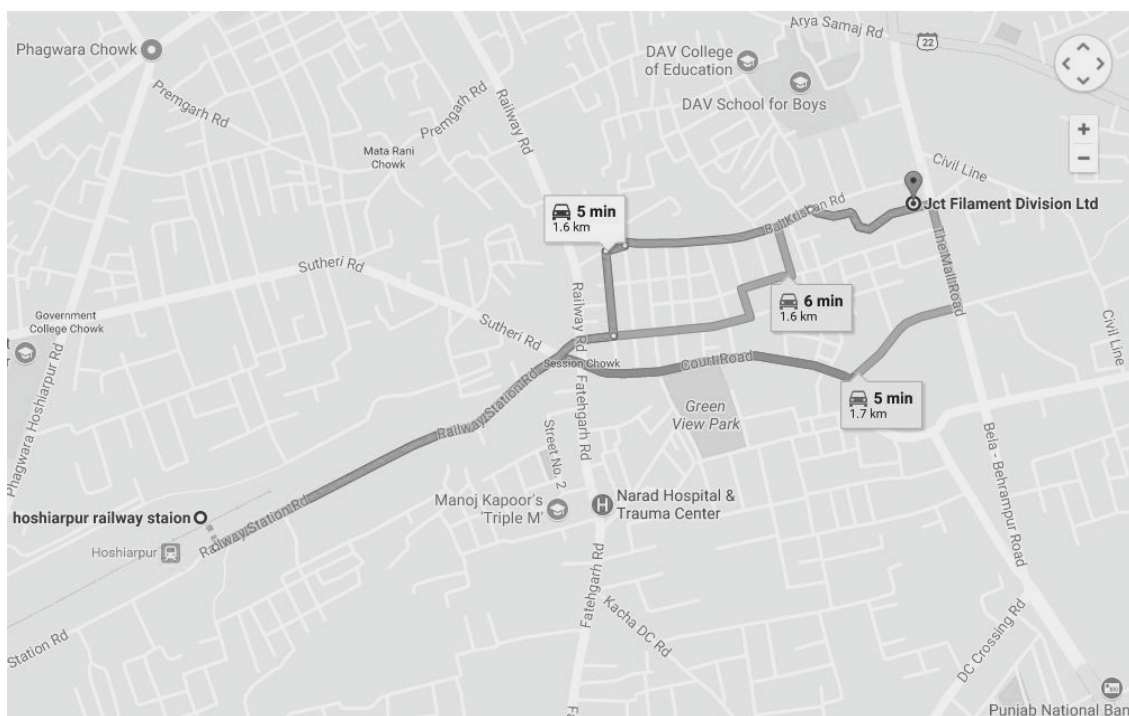 Phagwara Chowk
Premgarh Rd
Premgarh Rd
Mata Rani
Chowk
Railway Rd
DAV College
of Education
DAV School for Boys
Arya Samaj Rd
22
+
−
Civil Line
Jct Filament Division Ltd
5 min
1.6 km
BalKrishan Rd
The Mall Road
Sutheri Rd
Sutheri Rd
Railway Rd
6 min
1.6 km
Government
College Chowk
Civil Line
Session Chowk
Court Road
5 min
1.7 km
Phagwara Hoshiarpur Rd
Railway Station Rd
Fatehgarh Rd
Green
View Park
Street No. 2
Bela - Behrampur Road
Manoj Kapoor's
'Triple M'
H
Narad Hospital &
Trauma Center
hoshiarpur railway staion
Railway Station Rd
Hoshiarpur
Fatehgarh Rd
Kacha DC Rd
Station Rd
DC Crossing Rd
Punjab National Ban